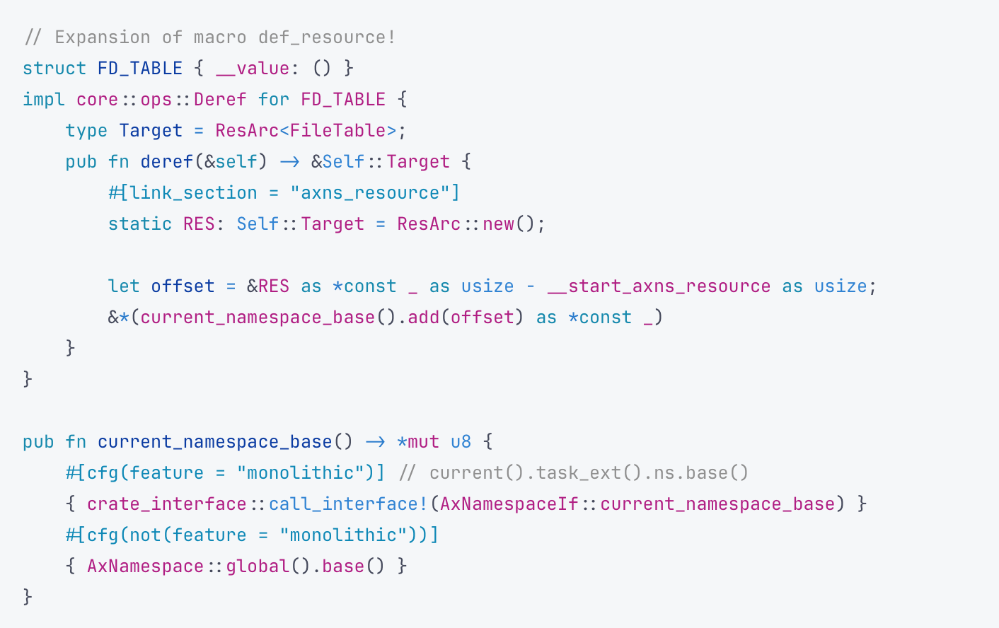 // Expansion of macro def_resource!
struct FD_TABLE { __value: () }
impl core::ops::Deref for FD_TABLE {
    type Target = ResArc<FileTable>;
    pub fn deref(&self) -> &Self::Target {
        #[link_section = "axns_resource"]
        static RES: Self::Target = ResArc::new();

        let offset = &RES as *const _ as usize - __start_axns_resource as usize;
        &*(current_namespace_base().add(offset) as *const _)
    }
}

pub fn current_namespace_base() -> *mut u8 {
    #[cfg(feature = "monolithic")] // current().task_ext().ns.base()
    { crate_interface::call_interface!(AxNamespaceIf::current_namespace_base) }
    #[cfg(not(feature = "monolithic"))]
    { AxNamespace::global().base() }
}